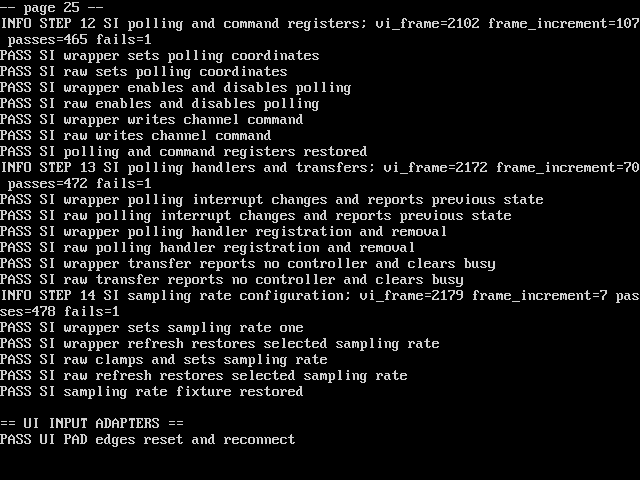 -- page 25 --
INFO STEP 12 SI polling and command registers; vi_frame=2102 frame_increment=107
 passes=465 fails=1
PASS SI wrapper sets polling coordinates
PASS SI raw sets polling coordinates
PASS SI wrapper enables and disables polling
PASS SI raw enables and disables polling
PASS SI wrapper writes channel command
PASS SI raw writes channel command
PASS SI polling and command registers restored
INFO STEP 13 SI polling handlers and transfers; vi_frame=2172 frame_increment=70
 passes=472 fails=1
PASS SI wrapper polling interrupt changes and reports previous state
PASS SI raw polling interrupt changes and reports previous state
PASS SI wrapper polling handler registration and removal
PASS SI raw polling handler registration and removal
PASS SI wrapper transfer reports no controller and clears busy
PASS SI raw transfer reports no controller and clears busy
INFO STEP 14 SI sampling rate configuration; vi_frame=2179 frame_increment=7 pas
ses=478 fails=1
PASS SI wrapper sets sampling rate one
PASS SI wrapper refresh restores selected sampling rate
PASS SI raw clamps and sets sampling rate
PASS SI raw refresh restores selected sampling rate
PASS SI sampling rate fixture restored
== UI INPUT ADAPTERS ==
PASS UI PAD edges reset and reconnect